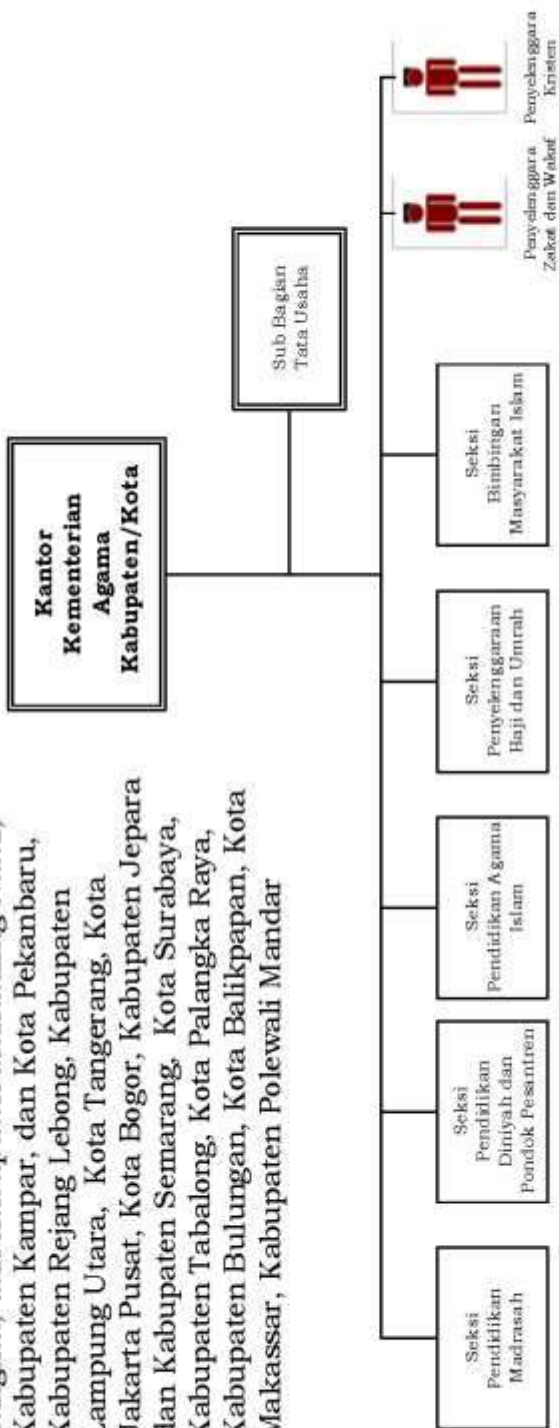 Kabupaten Kampar, dan Kota Pekanbaru,
Kabupaten Rejang Lebong, Kabupaten
Lampung Utara, Kota Tangerang, Kota
Jakarta Pusat, Kota Bogor, Kabupaten Jepara
dan Kabupaten Semarang, Kota Surabaya,
Kabupaten Tabalong, Kota Palangka Raya,
Kabupaten Bulungan, Kota Balikpapan, Kota
Makassar, Kabupaten Polewali Mandar
Kantor
Kementerian
Agama
Kabupaten/Kota
Sub Bagian
Tata Usaha
Seksi
Pendidikan
Madrasah
Seksi
Pendidikan
Diniyah dan
Pondok Pesantren
Seksi
Pendidikan Agama
Islam
Seksi
Penyelenggaraan
Haji dan Umrah
Seksi
Bimbingan
Masyarakat Islam
Penyelenggara
Zakat dan Wakaf
Penyelenggara
Kristen